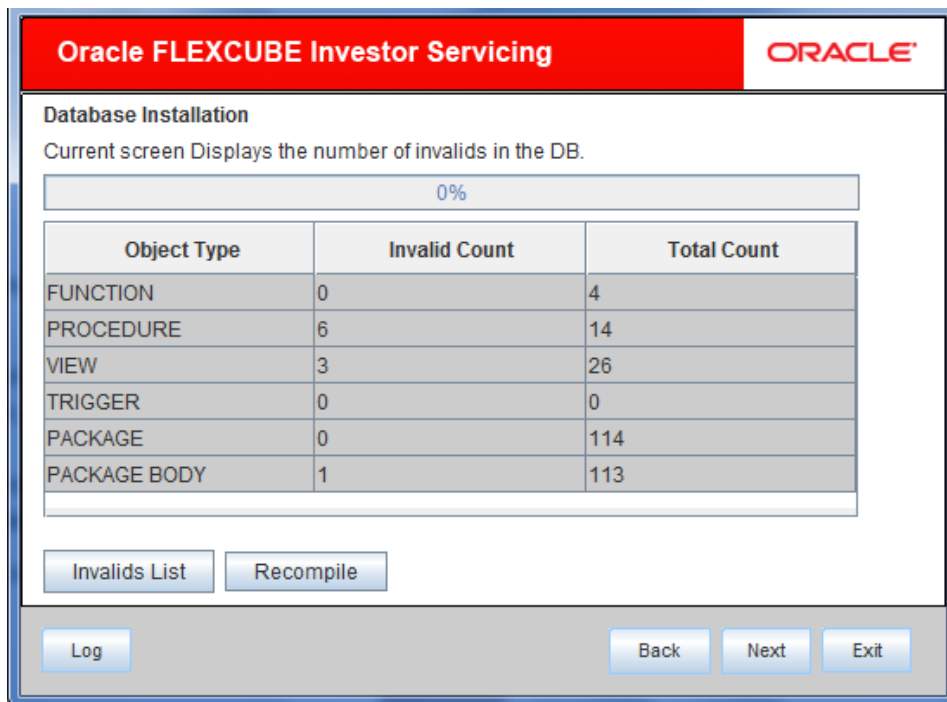 Oracle FLEXCUBE Investor Servicing
ORACLE
Database Installation
Current screen Displays the number of invalids in the DB.
0%
Object Type Invalid Count Total Count
FUNCTION 0 4
PROCEDURE 6 14
VIEW 3 26
TRIGGER 0 0
PACKAGE 0 114
PACKAGE BODY 1 113
Invalids List Recompile
Log Back Next Exit